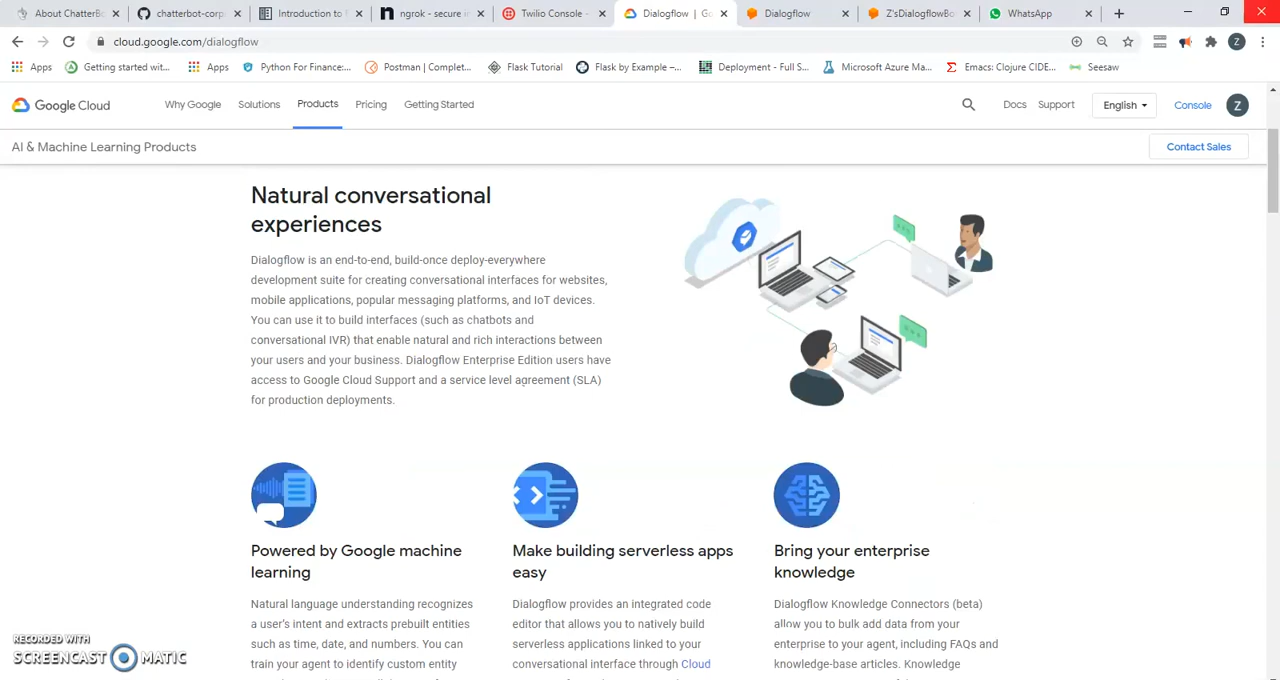 About ChatterB
chatterbot-corp
Introduction to
ngrok - secure i
Twilio Console -
Dialogflow | Go
Dialogflow
Z'sDialogflowBo
WhatsApp
cloud.google.com/dialogflow
Z
Apps
Getting started wit...
Apps
Python For Finance:...
Postman | Complet...
Flask Tutorial
Flask by Example –...
Deployment - Full S...
Microsoft Azure Ma...
Emacs: Clojure CIDE...
Seesaw
Google Cloud
Why Google
Solutions
Products
Pricing
Getting Started
Docs
Support
English
Console
Z
AI & Machine Learning Products
Contact Sales
Natural conversational
experiences
Dialogflow is an end-to-end, build-once deploy-everywhere
development suite for creating conversational interfaces for websites,
mobile applications, popular messaging platforms, and IoT devices.
You can use it to build interfaces (such as chatbots and
conversational IVR) that enable natural and rich interactions between
your users and your business. Dialogflow Enterprise Edition users have
access to Google Cloud Support and a service level agreement (SLA)
for production deployments.
Powered by Google machine
learning
Natural language understanding recognizes
a user's intent and extracts prebuilt entities
such as time, date, and numbers. You can
train your agent to identify custom entity
Make building serverless apps
easy
Dialogflow provides an integrated code
editor that allows you to natively build
serverless applications linked to your
conversational interface through Cloud
Bring your enterprise
knowledge
Dialogflow Knowledge Connectors (beta)
allow you to bulk add data from your
enterprise to your agent, including FAQs and
knowledge-base articles. Knowledge
RECORDED WITH
SCREENCAST MATIC